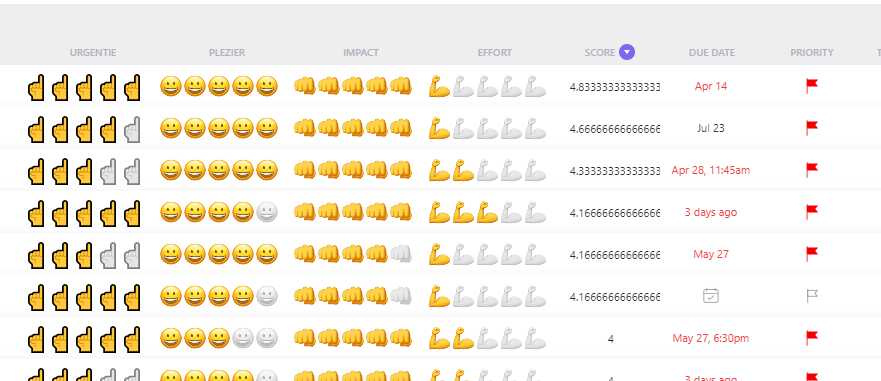 URGENTIE PLEZIER IMPACT EFFORT SCORE DUE DATE PRIORITY
4.83333333333333 Apr 14
4.66666666666666 Jul 23
4.33333333333333 Apr 28, 11:45am
4.16666666666666 3 days ago
4.16666666666666 May 27
4.16666666666666
4 May 27, 6:30pm
4 3 days ago